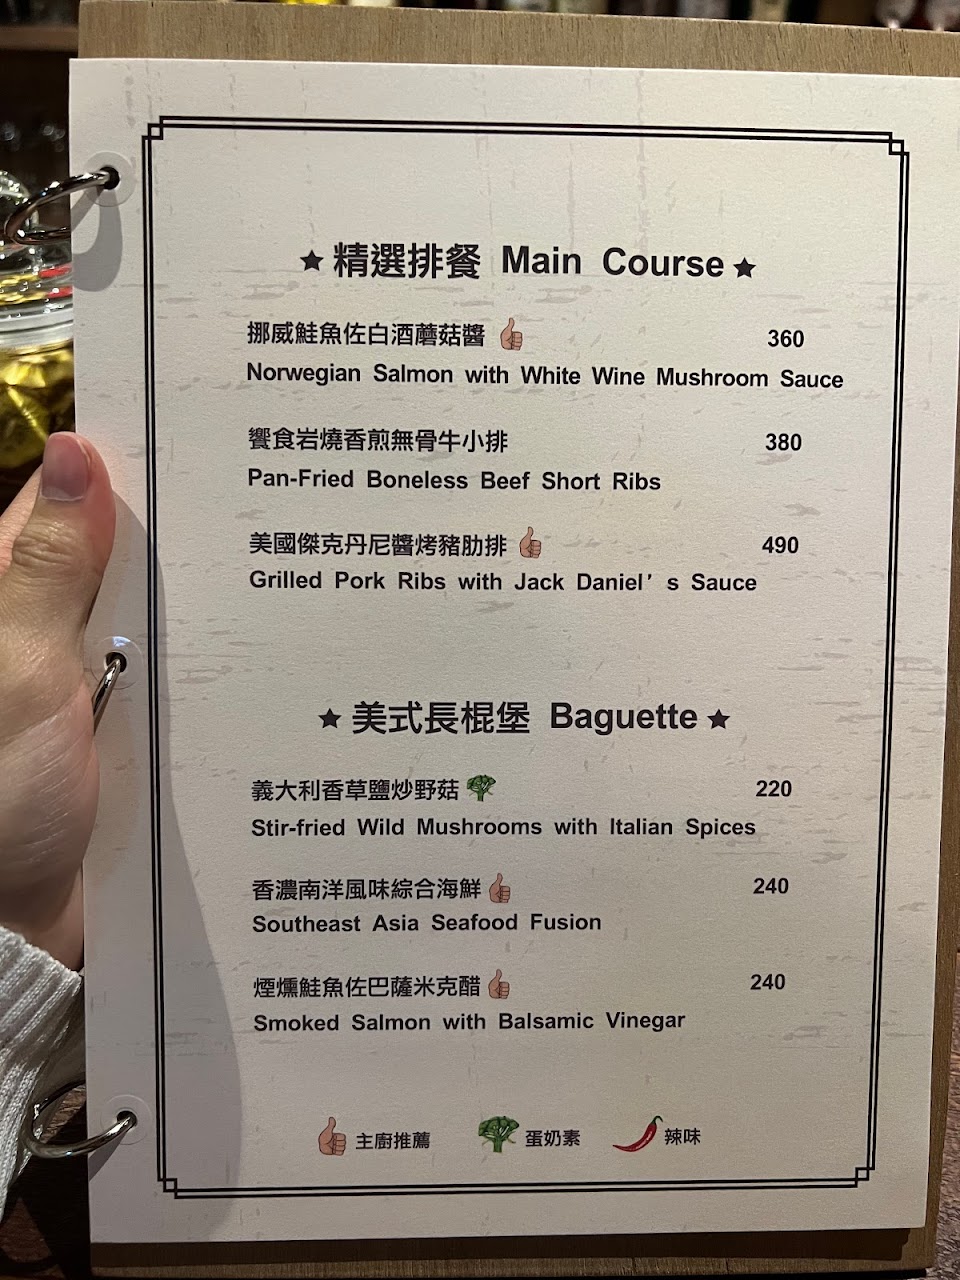 ★ 精選排餐 Main Course ★
挪威鮭魚佐白酒蘑菇醬 360
Norwegian Salmon with White Wine Mushroom Sauce
饗食岩燒香煎無骨牛小排 380
Pan-Fried Boneless Beef Short Ribs
美國傑克丹尼醬烤豬肋排 490
Grilled Pork Ribs with Jack Daniel’s Sauce
★ 美式長棍堡 Baguette ★
義大利香草鹽炒野菇 220
Stir-fried Wild Mushrooms with Italian Spices
香濃南洋風味綜合海鮮 240
Southeast Asia Seafood Fusion
煙燻鮭魚佐巴薩米克醋 240
Smoked Salmon with Balsamic Vinegar
主廚推薦 蛋奶素 辣味